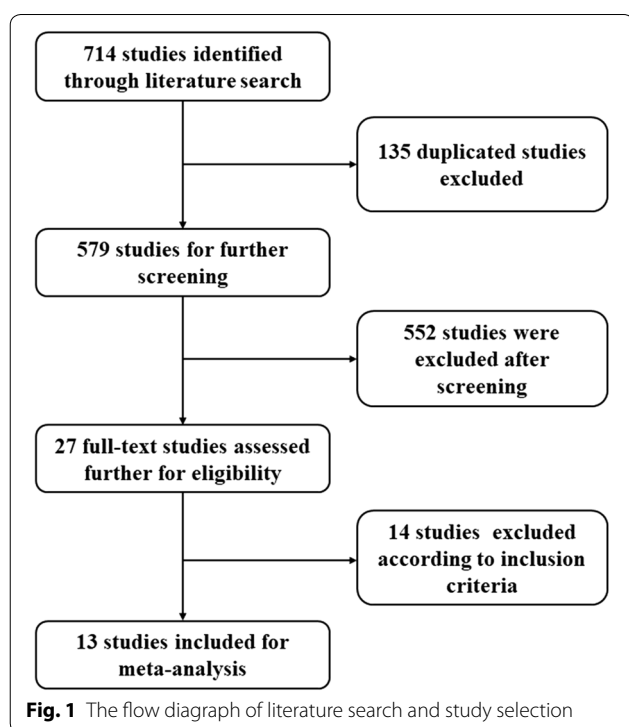 714 studies identified
through literature search
135 duplicated studies
excluded
579 studies for further
screening
552 studies were
excluded after
screening
27 full-text studies assessed
further for eligibility
14 studies excluded
according to inclusion
criteria
13 studies included for
meta-analysis
Fig. 1 The flow diagraph of literature search and study selection